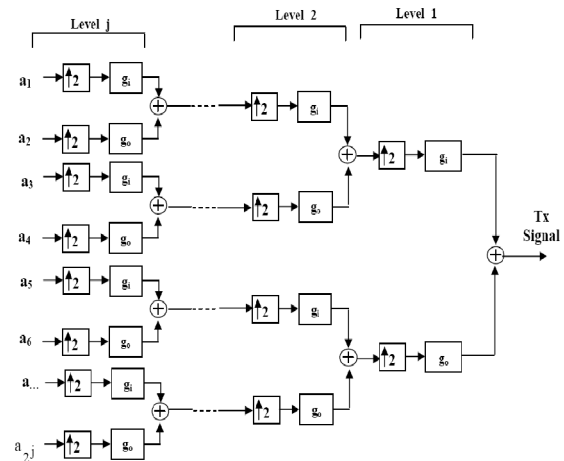 Level j
Level 2
Level 1
a1 ↑2 gi
a2 ↑2 go
a3 ↑2 gi
a4 ↑2 go
a5 ↑2 gi
a6 ↑2 go
a... ↑2 gi
a2j ↑2 go
↑2 gi
↑2 go
↑2 gi
↑2 go
↑2 gi
↑2 go
Tx
Signal